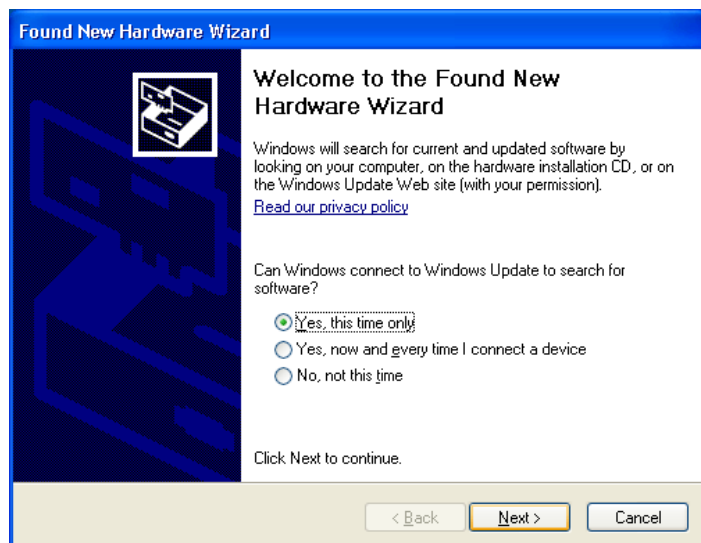 Found New Hardware Wizard
Welcome to the Found New
Hardware Wizard
Windows will search for current and updated software by
looking on your computer, on the hardware installation CD, or on
the Windows Update Web site (with your permission).
Read our privacy policy
Can Windows connect to Windows Update to search for
software?
Yes, this time only
Yes, now and every time I connect a device
No, not this time
Click Next to continue.
< Back
Next >
Cancel